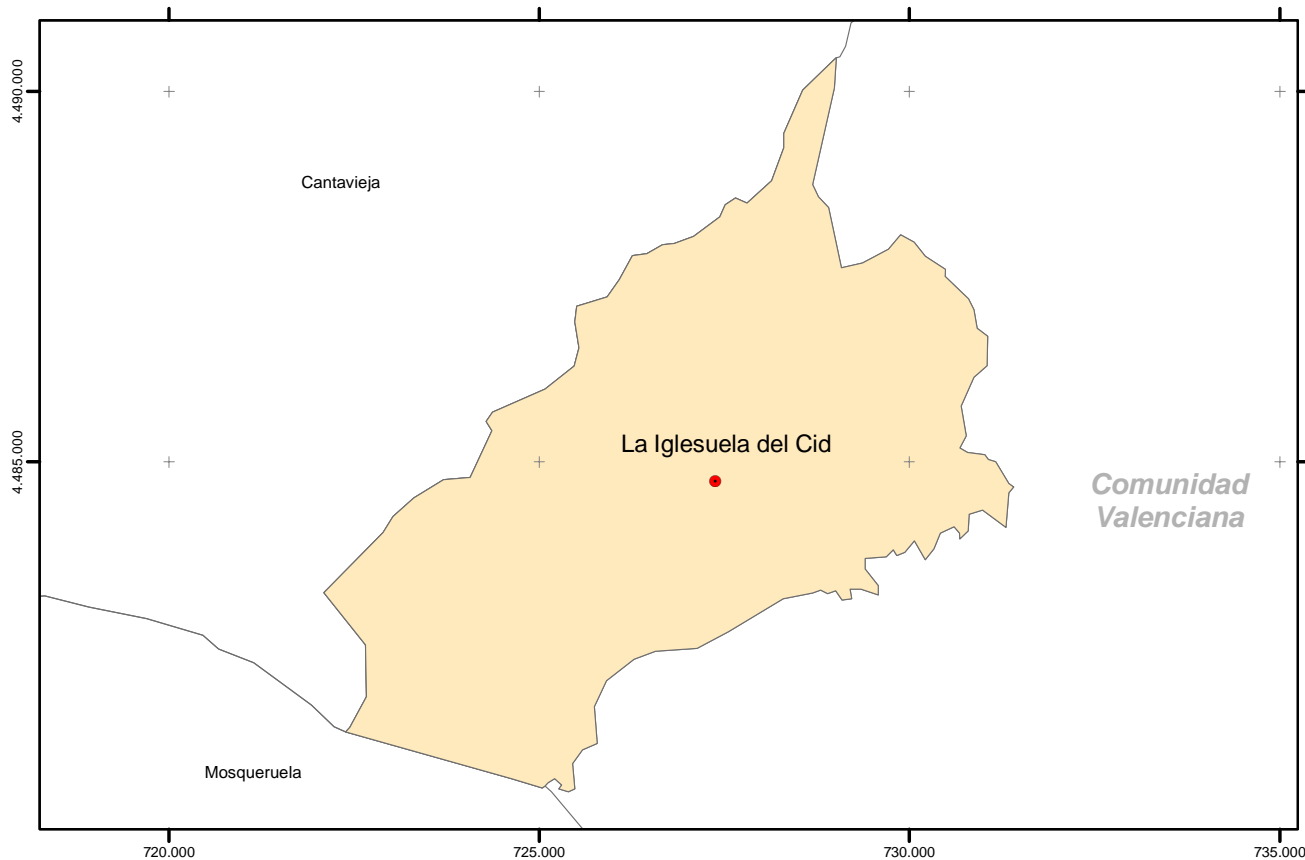 4.490.000
Cantavieja
La Iglesuela del Cid
4.485.000
Comunidad
Valenciana
Mosqueruela
720.000
725.000
730.000
735.000